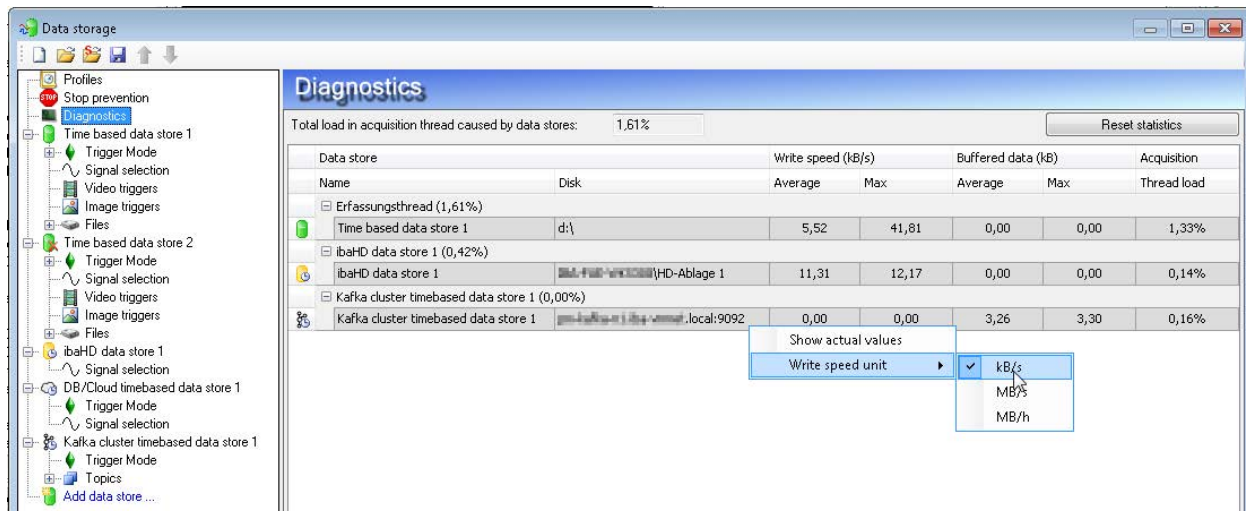 Data storage
Profiles
STOP Stop prevention
Diagnostics
Time based data store 1
Trigger Mode
Signal selection
Video triggers
Image triggers
Files
Time based data store 2
Trigger Mode
Signal selection
Video triggers
Image triggers
Files
ibaHD data store 1
Signal selection
DB/Cloud timebased data store 1
Trigger Mode
Signal selection
Kafka cluster timebased data store 1
Trigger Mode
Topics
Add data store ...
Diagnostics
Total load in acquisition thread caused by data stores: 1,61% Reset statistics
Data store Write speed (kB/s) Buffered data (kB) Acquisition
Name Disk Average Max Average Max Thread load
Erfassungsthread (1,61%)
Time based data store 1 d:\ 5,52 41,81 0,00 0,00 1,33%
ibaHD data store 1 (0,42%)
ibaHD data store 1 \HD-Ablage 1 11,31 12,17 0,00 0,00 0,14%
Kafka cluster timebased data store 1 (0,00%)
Kafka cluster timebased data store 1 .local:9092 0,00 0,00 3,26 3,30 0,16%
Show actual values
Write speed unit
kB/s
MB/s
MB/h